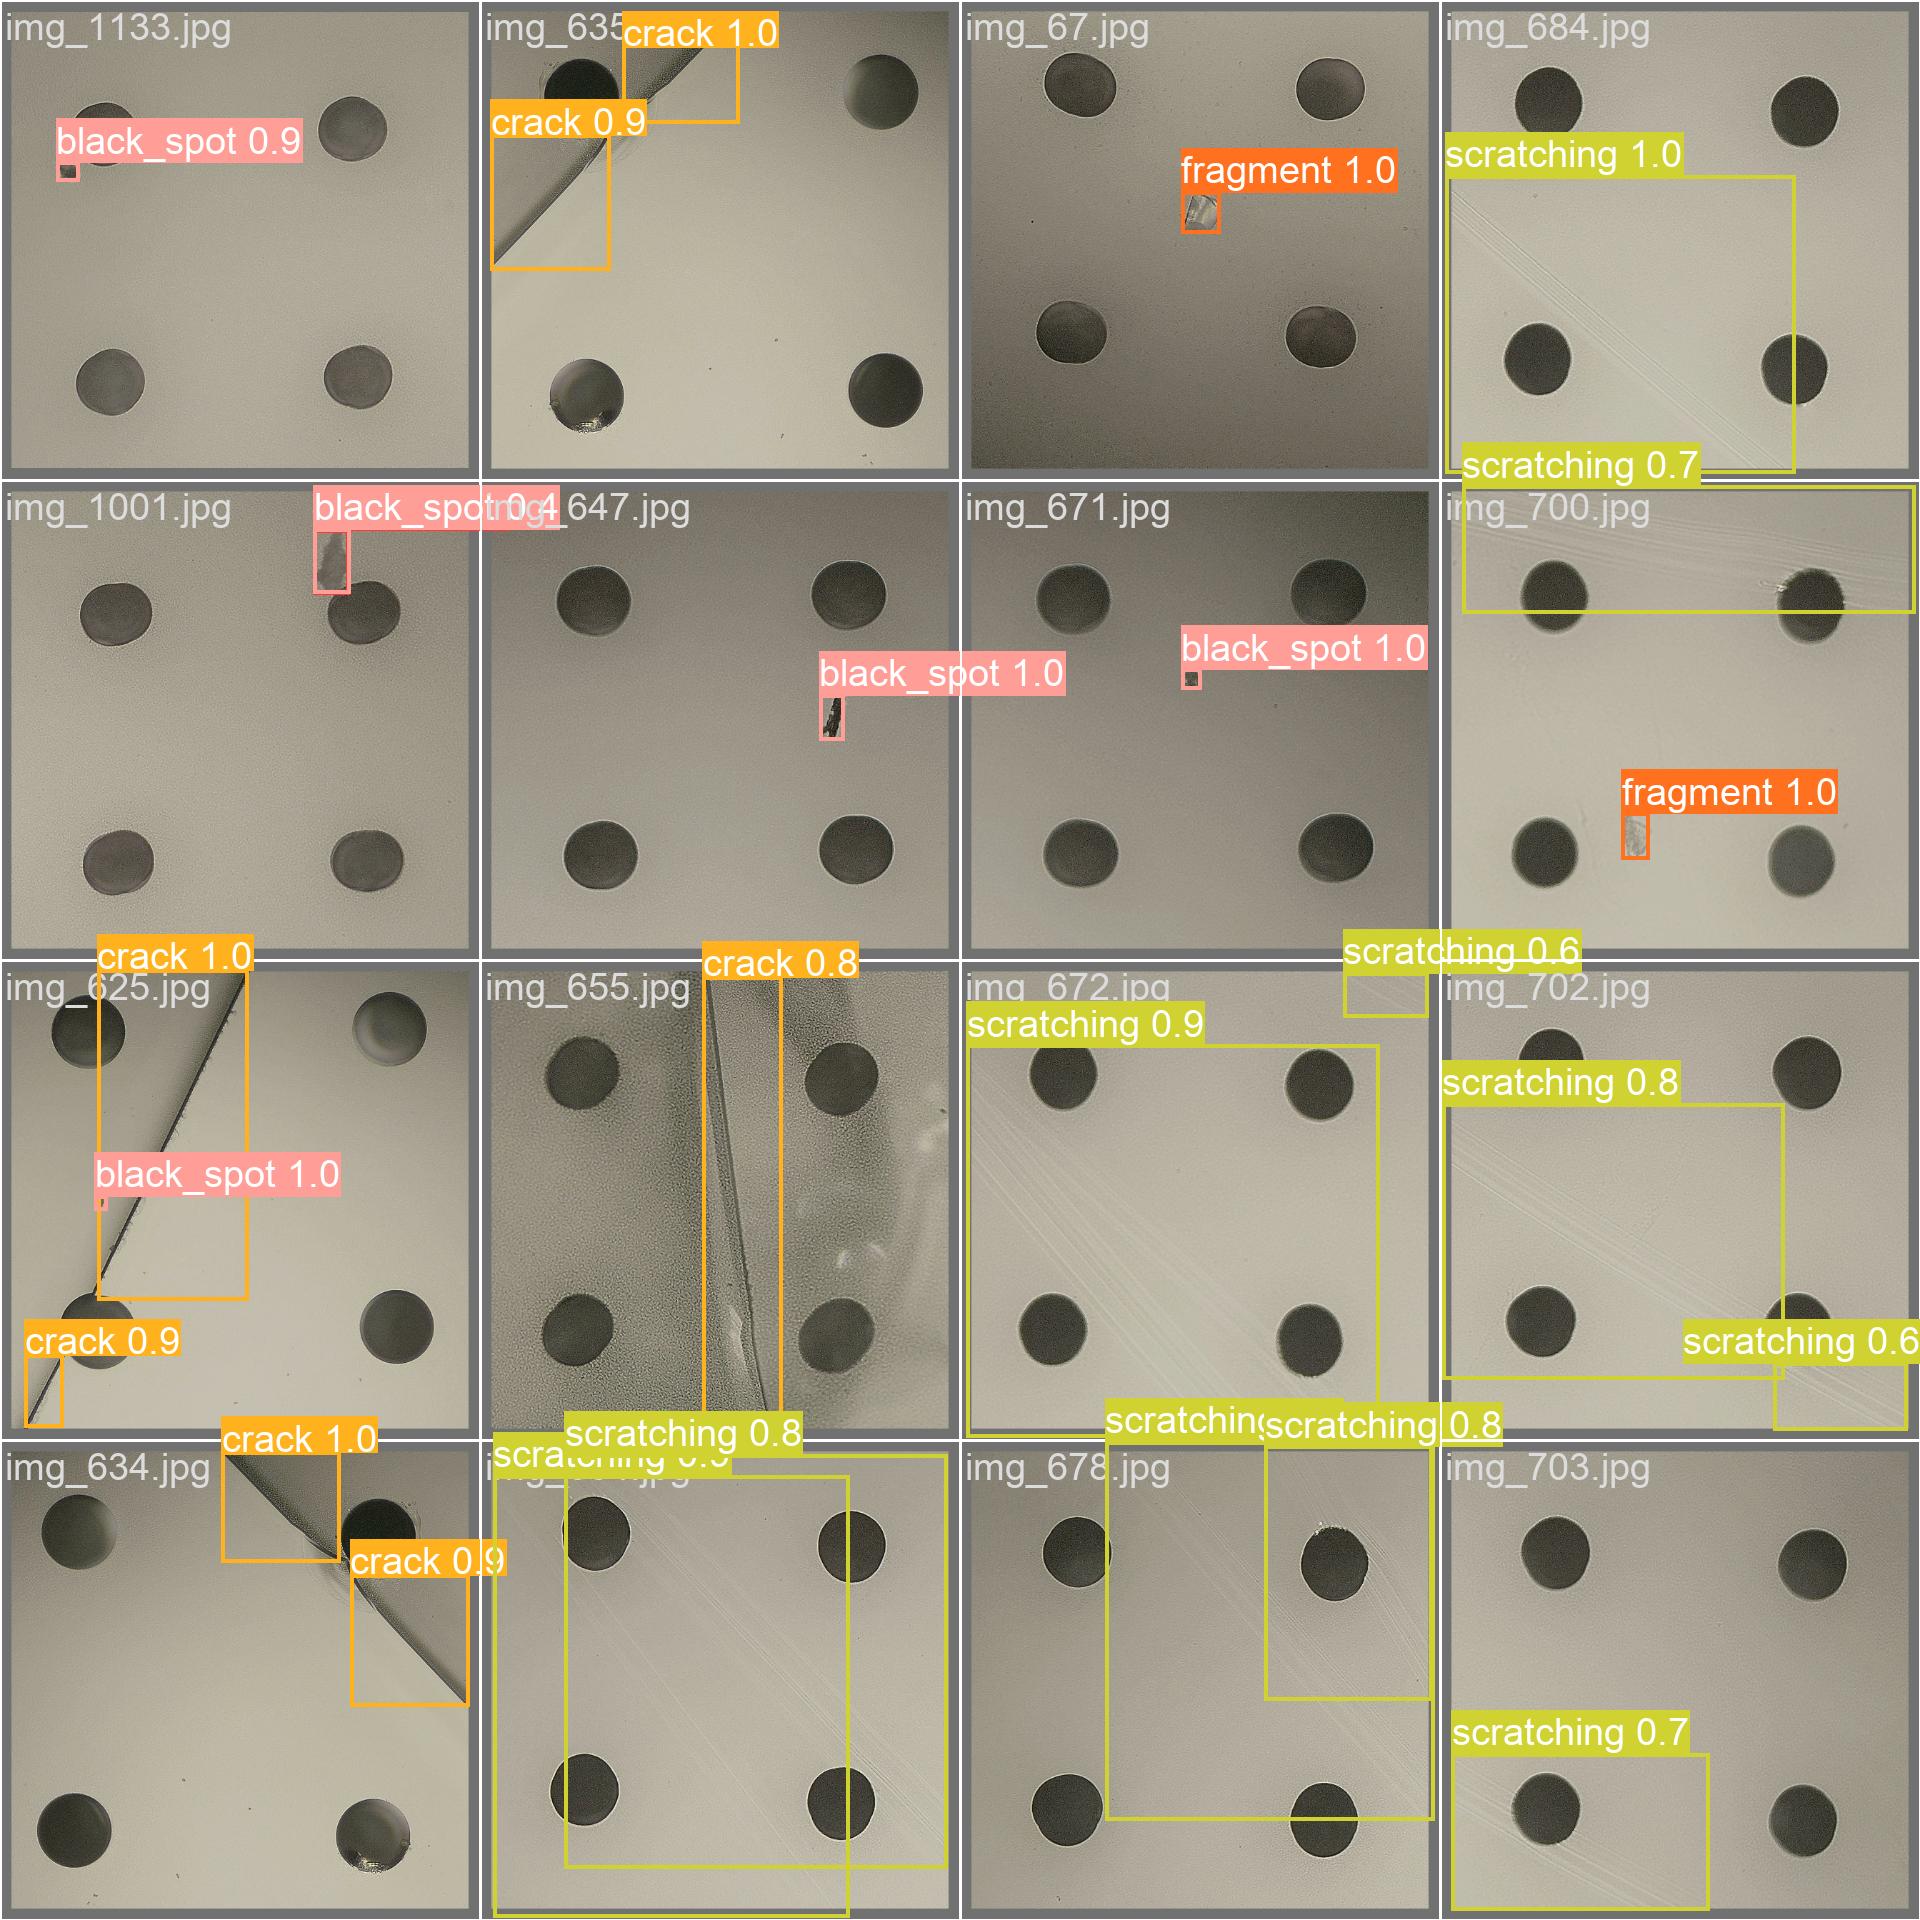 img_1133.jpg
black_spot 0.9
crack 1.0
crack 0.9
img_67.jpg
fragment 1.0
img_684.jpg
scratching 1.0
scratching 0.7
img_1001.jpg
black_spot 0.4
img_647.jpg
black_spot 1.0
img_671.jpg
black_spot 1.0
img_700.jpg
fragment 1.0
crack 1.0
img_625.jpg
black_spot 1.0
crack 0.9
crack 0.8
img_655.jpg
scratching 0.6
img_672.jpg
scratching 0.9
img_702.jpg
scratching 0.8
scratching 0.6
crack 1.0
img_634.jpg
crack 0.9
scratching 0.8
scratching
scratching 0.8
img_678.jpg
img_703.jpg
scratching 0.7